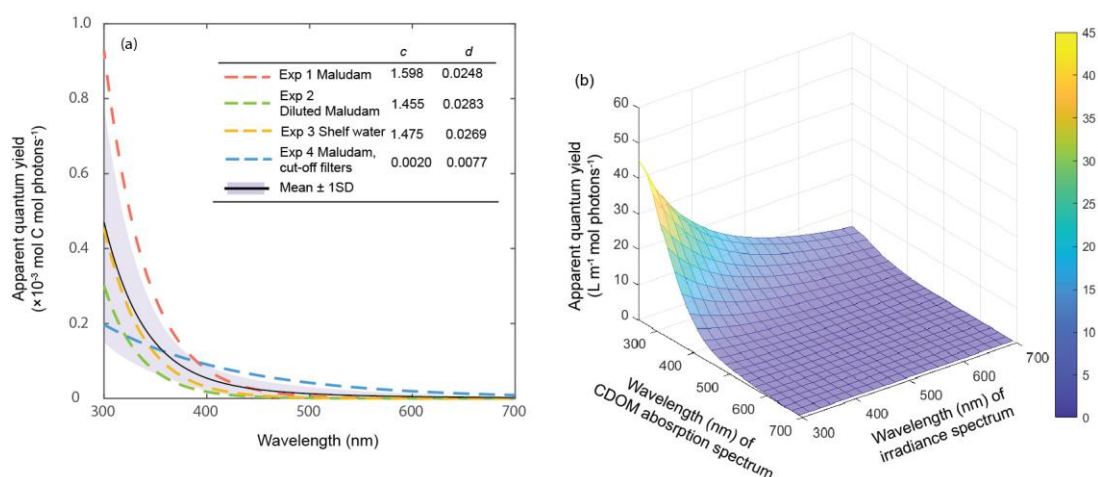 (a)
1.0
0.8
0.6
0.4
0.2
0
300 400 500 600 700
Wavelength (nm)
Apparent quantum yield
(×10⁻³ mol C mol photons⁻¹)
c d
Exp 1 Maludam 1.598 0.0248
Exp 2
Diluted Maludam 1.455 0.0283
Exp 3 Shelf water 1.475 0.0269
Exp 4 Maludam,
cut-off filters 0.0020 0.0077
Mean ± 1SD
(b)
60
50
40
30
20
10
0
Apparent quantum yield
(L m⁻¹ mol photons⁻¹)
300
400
500
600
700
Wavelength (nm) of
CDOM abosrption spectrum
300
400
500
600
700
Wavelength (nm) of
irradiance spectrum
45
40
35
30
25
20
15
10
5
0